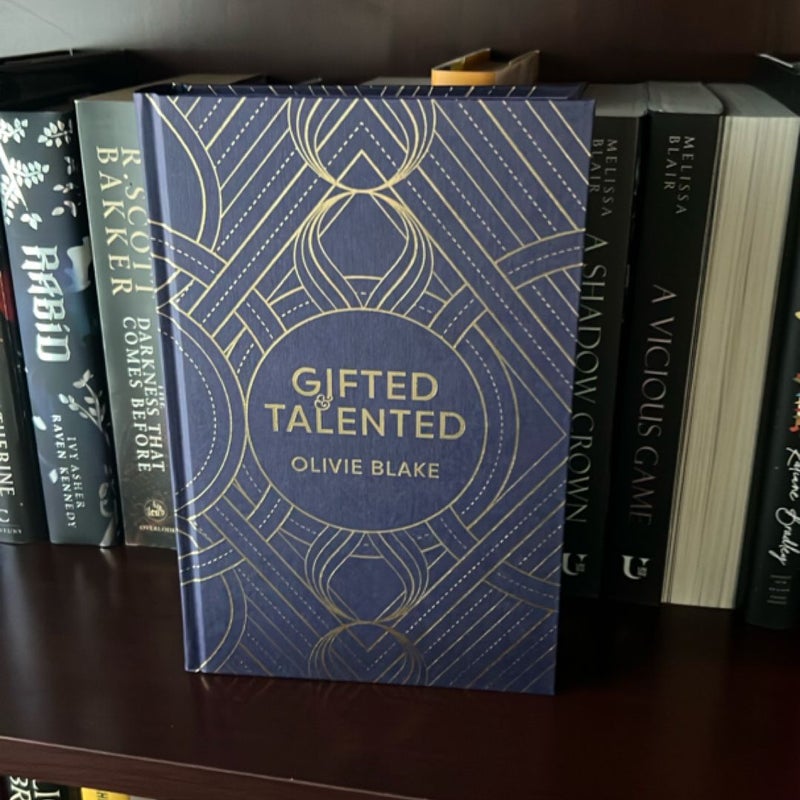 GIFTED
&
TALENTED
OLIVIE BLAKE
RABID
IVY ASHER
RAVEN KENNEDY
R. SCOTT
BAKKER
THE
DARKNESS THAT
COMES BEFORE
MELISSA
BLAIR
A SHADOW CROWN
MELISSA
BLAIR
A VICIOUS GAME